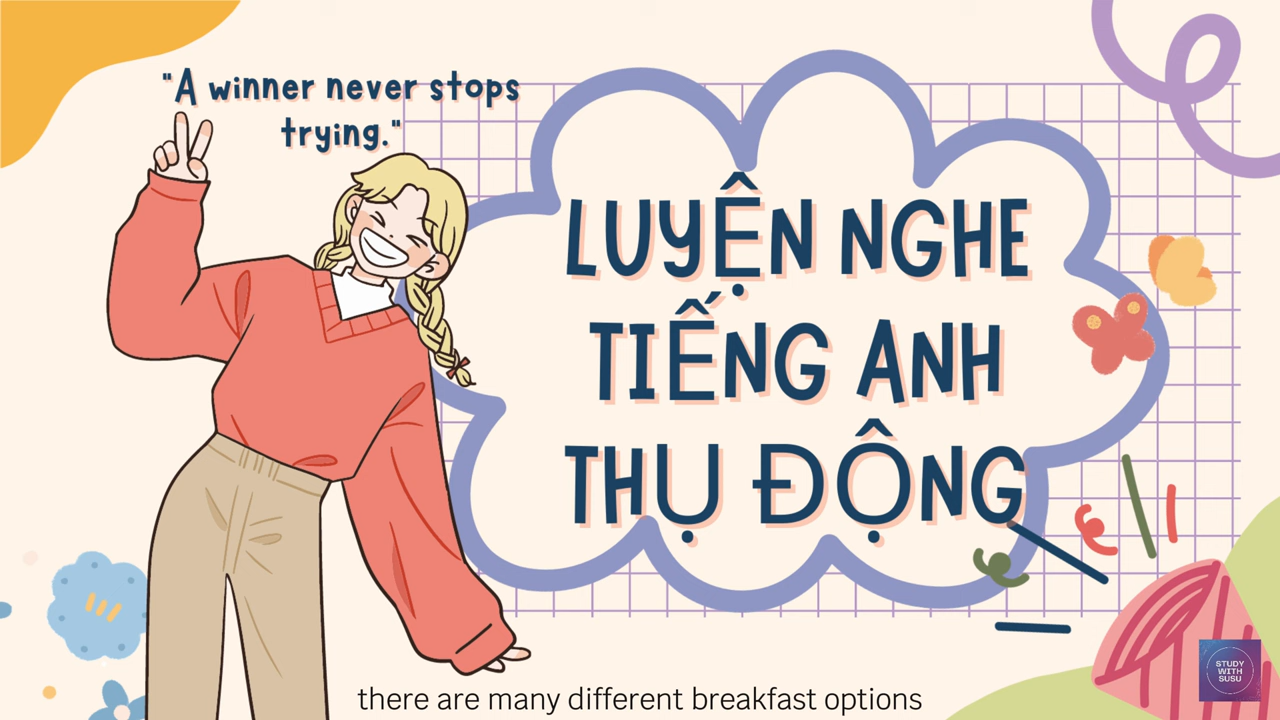 "A winner never stops
trying."
LUYỆN NGHE
TIẾNG ANH
THỤ ĐỘNG
STUDY
WITH
SUSU
there are many different breakfast options